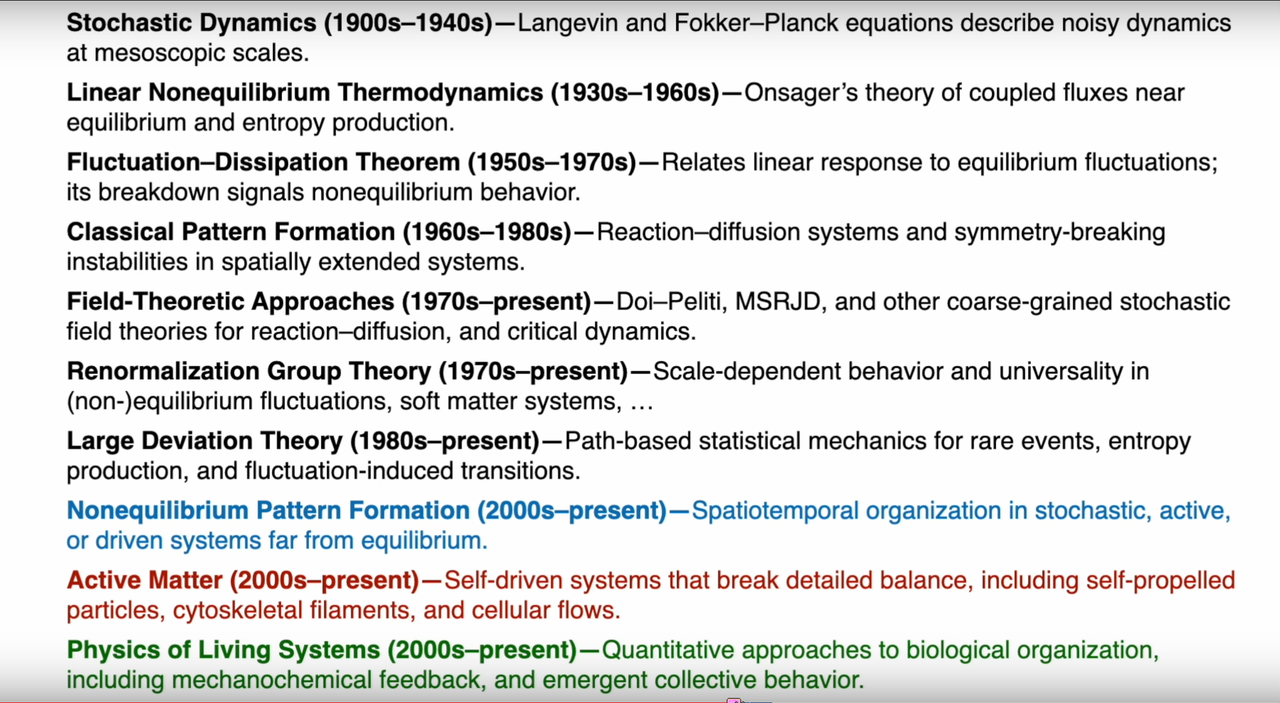 Stochastic Dynamics (1900s–1940s)—Langevin and Fokker–Planck equations describe noisy dynamics
at mesoscopic scales.
Linear Nonequilibrium Thermodynamics (1930s–1960s)—Onsager’s theory of coupled fluxes near
equilibrium and entropy production.
Fluctuation–Dissipation Theorem (1950s–1970s)—Relates linear response to equilibrium fluctuations;
its breakdown signals nonequilibrium behavior.
Classical Pattern Formation (1960s–1980s)—Reaction–diffusion systems and symmetry-breaking
instabilities in spatially extended systems.
Field-Theoretic Approaches (1970s–present)—Doi–Peliti, MSRJD, and other coarse-grained stochastic
field theories for reaction–diffusion, and critical dynamics.
Renormalization Group Theory (1970s–present)—Scale-dependent behavior and universality in
(non-)equilibrium fluctuations, soft matter systems, …
Large Deviation Theory (1980s–present)—Path-based statistical mechanics for rare events, entropy
production, and fluctuation-induced transitions.
Nonequilibrium Pattern Formation (2000s–present)—Spatiotemporal organization in stochastic, active,
or driven systems far from equilibrium.
Active Matter (2000s–present)—Self-driven systems that break detailed balance, including self-propelled
particles, cytoskeletal filaments, and cellular flows.
Physics of Living Systems (2000s–present)—Quantitative approaches to biological organization,
including mechanochemical feedback, and emergent collective behavior.